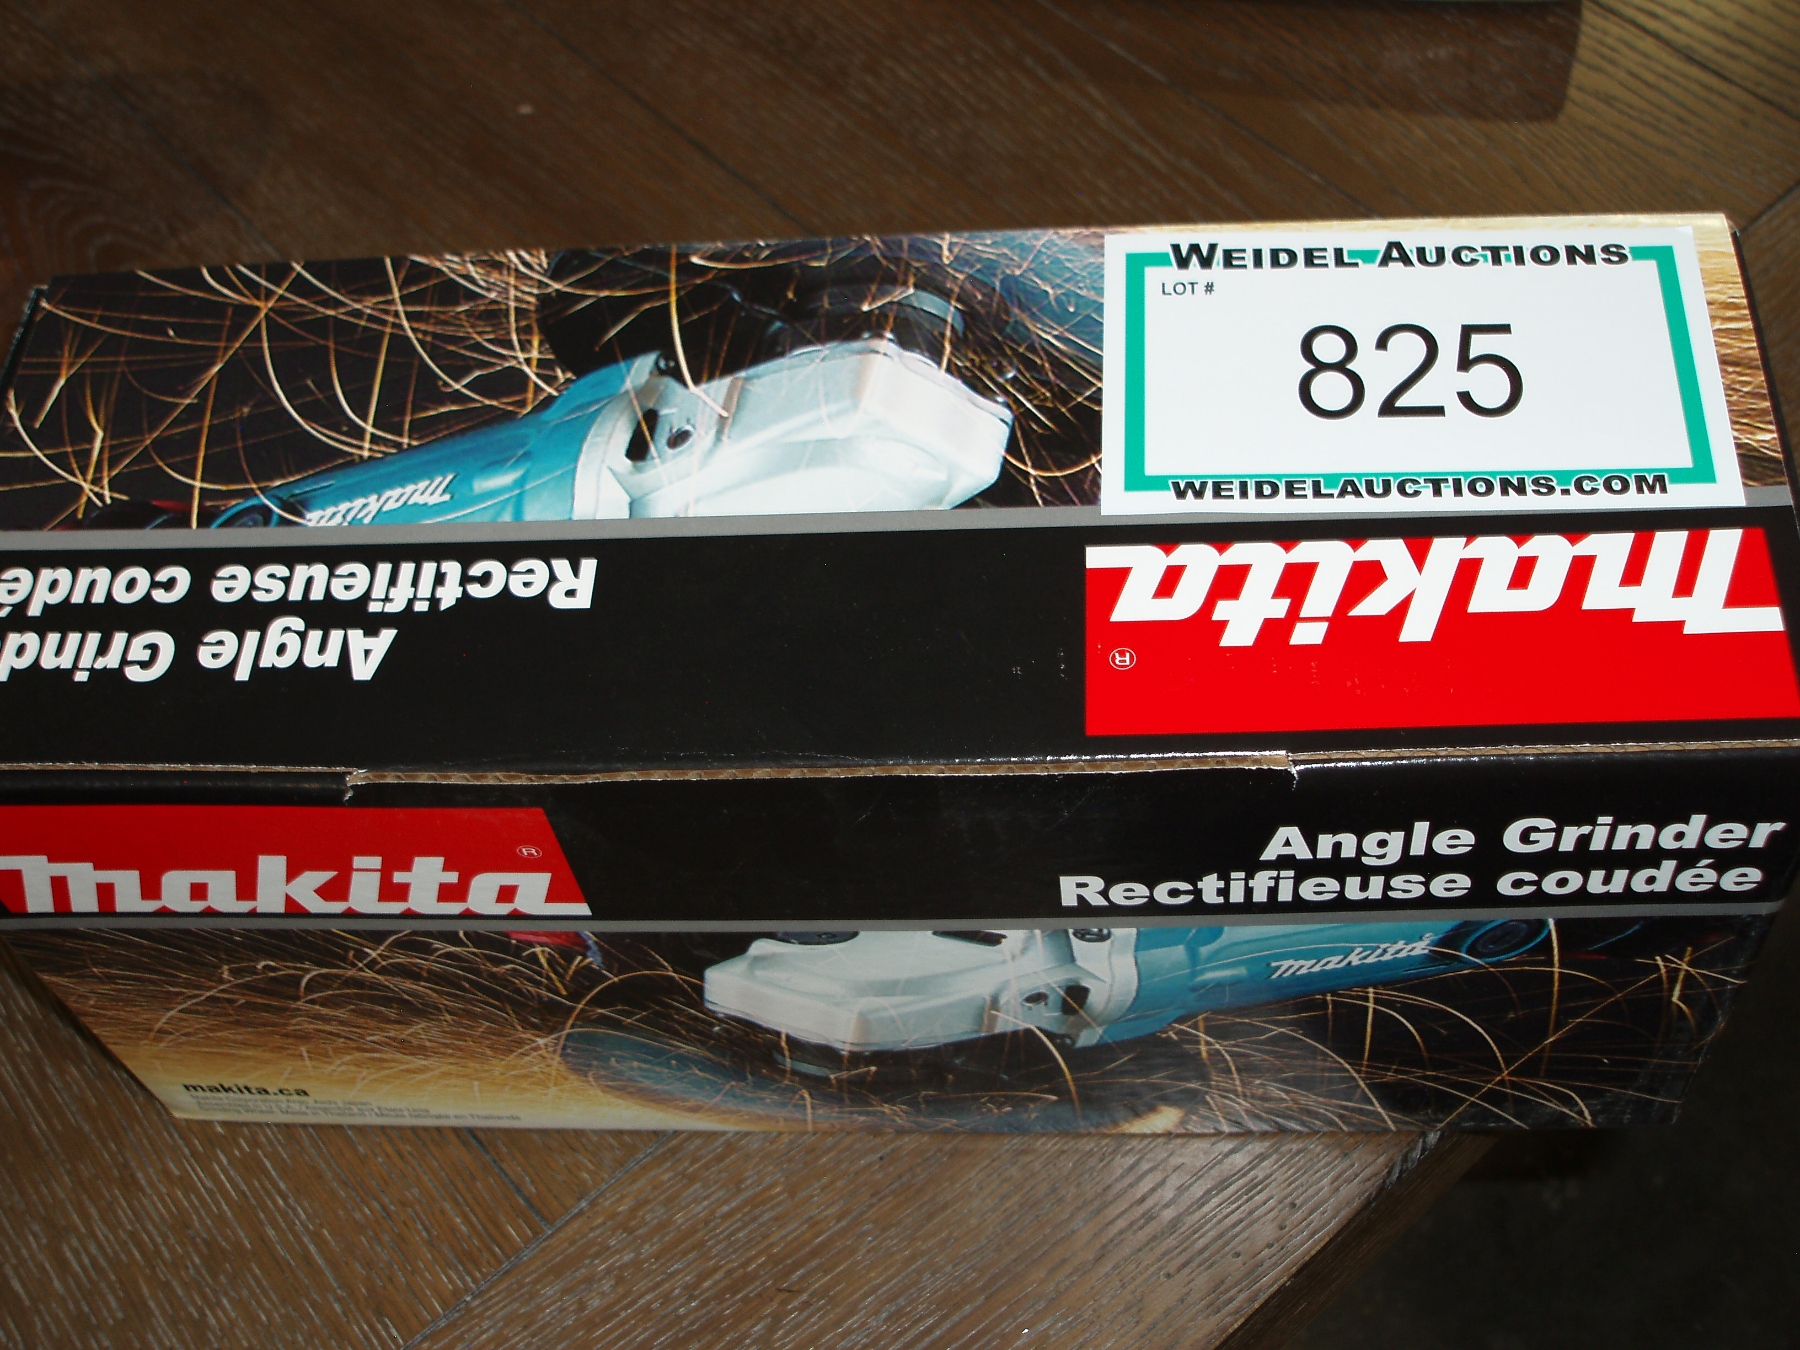 WEIDEL AUCTIONS
LOT #
825
WEIDELAUCTIONS.COM
makita
makita ®
Angle Grind
Rectifieuse coudé
makita ®
Angle Grinder
Rectifieuse coudée
makita
makita.ca